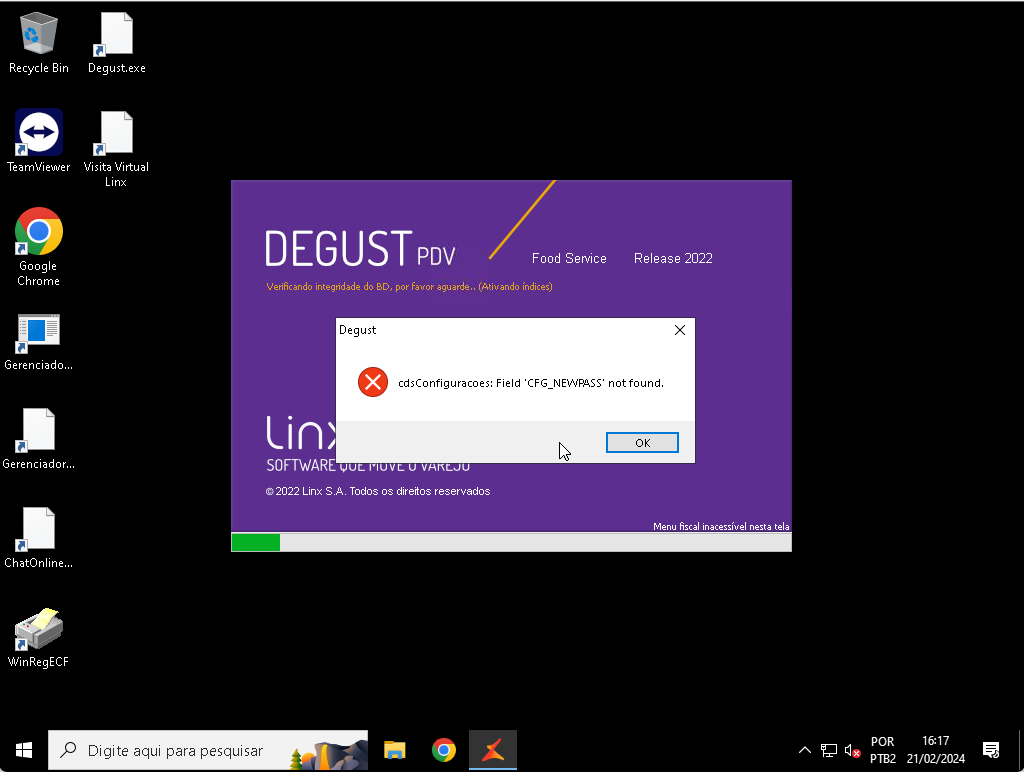 Recycle Bin
Degust.exe
TeamViewer
Visita Virtual
Linx
Google
Chrome
Gerenciado...
Gerenciador...
ChatOnline...
WinRegECF
DEGUST PDV
Food Service
Release 2022
Verificando integridade do BD, por favor aguarde.. (Ativando índices)
Degust
cdsConfiguracoes: Field 'CFG_NEWPASS' not found.
OK
Linx
SOFTWARE QUE MOVE O VAREJO
©2022 Linx S.A. Todos os direitos reservados
Menu fiscal inacessível nesta tela
Digite aqui para pesquisar
POR
PTB2
16:17
21/02/2024